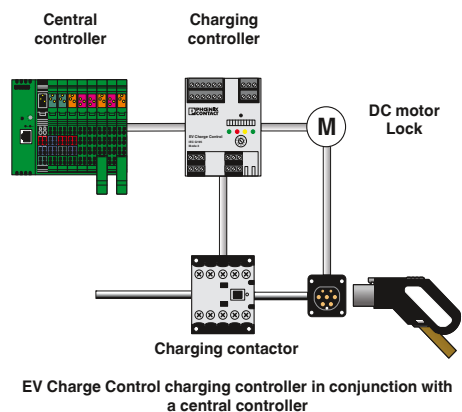 Central
controller
Charging
controller
PHOENIX
CONTACT
EV Charge Control
M
DC motor
Lock
Charging contactor
EV Charge Control charging controller in conjunction with
a central controller